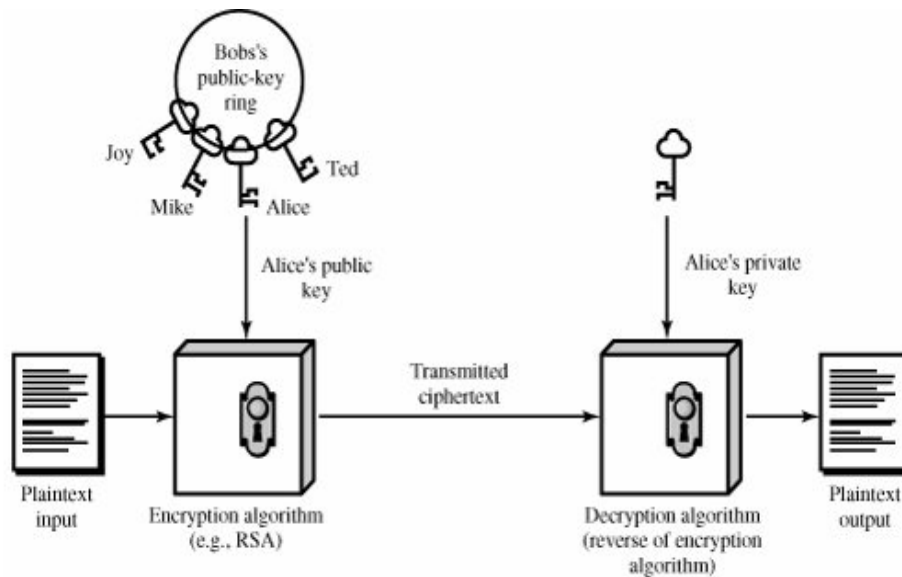 Bobs's
public-key
ring
Joy
Ted
Mike
Alice
Alice's public
key
Alice's private
key
Transmitted
ciphertext
Plaintext
input
Encryption algorithm
(e.g., RSA)
Decryption algorithm
(reverse of encryption
algorithm)
Plaintext
output